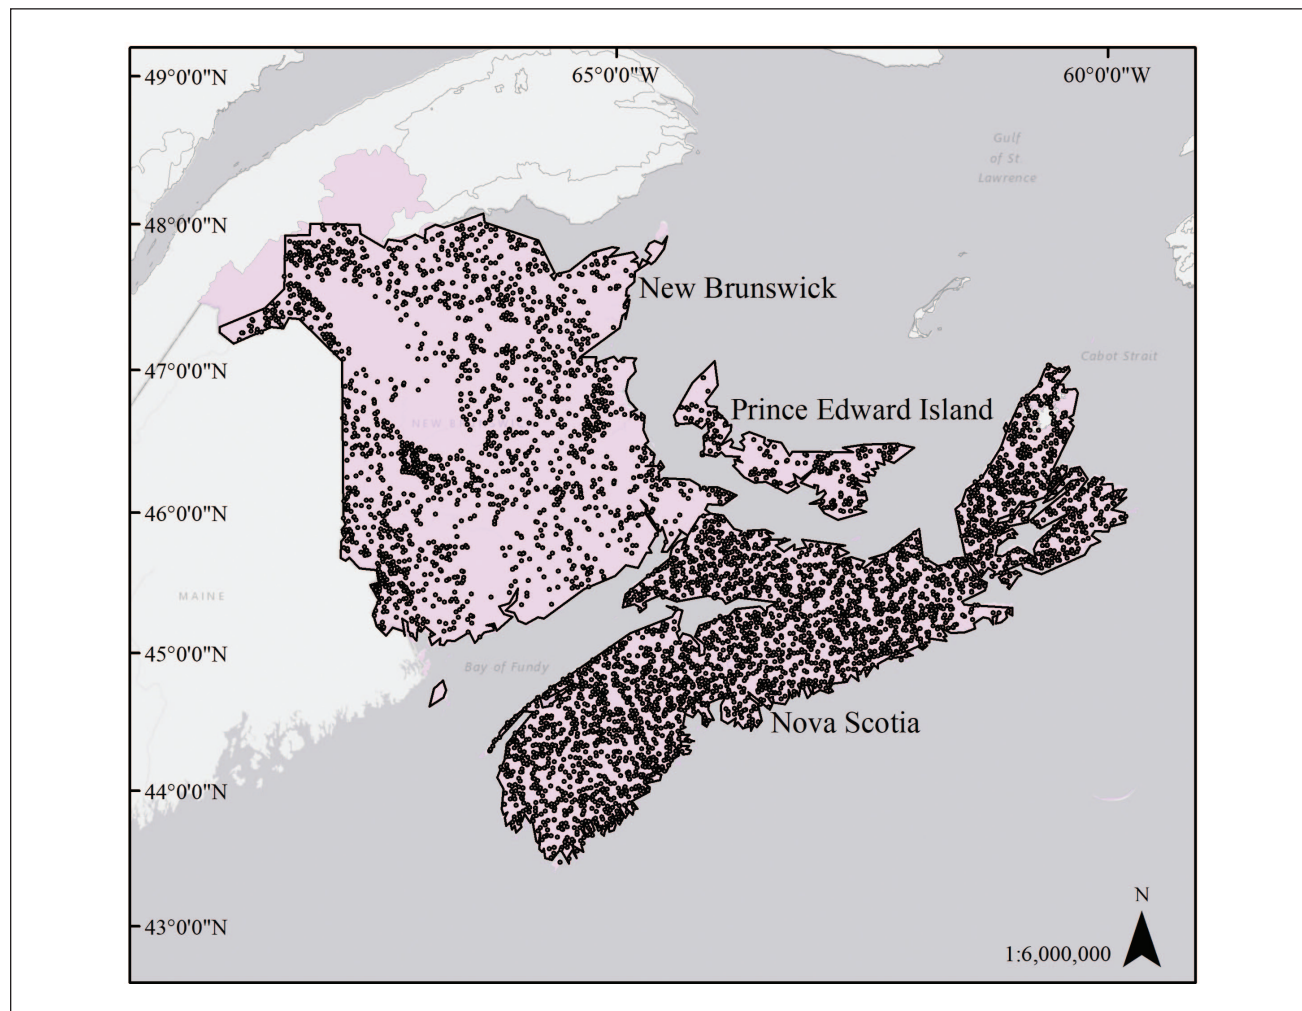 49°0'0"N
65°0'0"W
60°0'0"W
Gulf
of St.
Lawrence
48°0'0"N
New Brunswick
47°0'0"N
Cabot Strait
Prince Edward Island
46°0'0"N
MAINE
45°0'0"N
Bay of Fundy
Nova Scotia
44°0'0"N
43°0'0"N
N
1:6,000,000